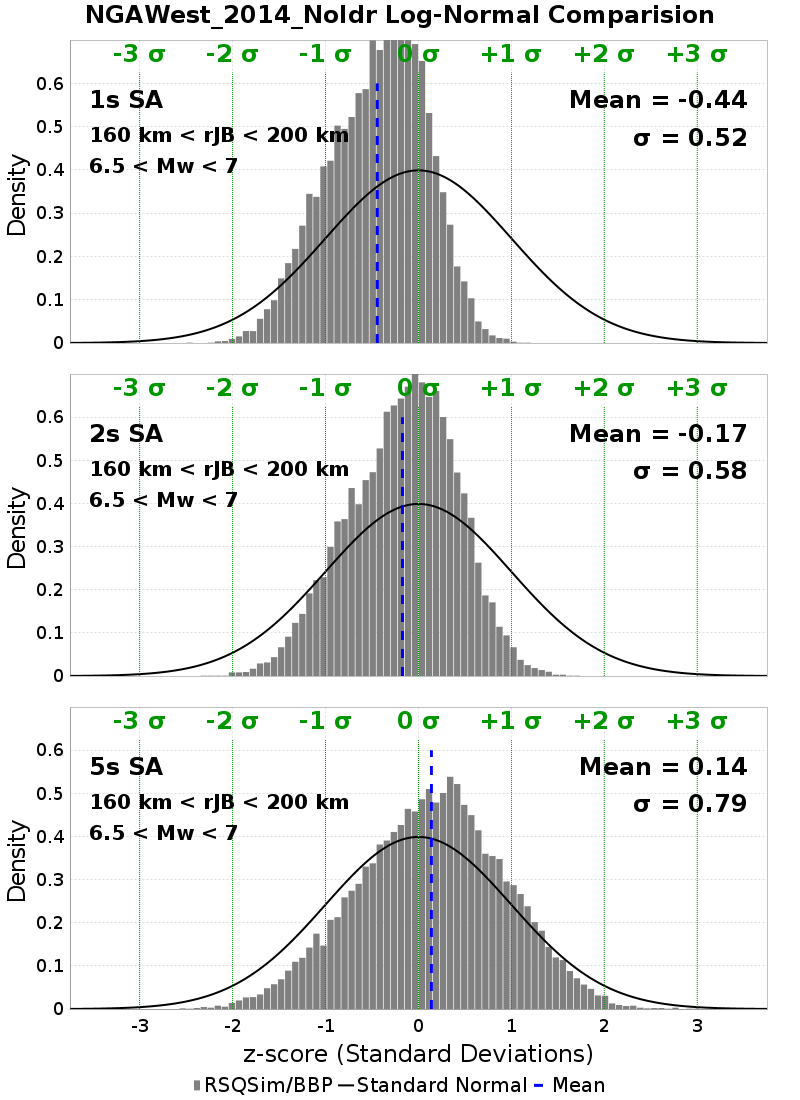 NGAWest_2014_NoIdr Log-Normal Comparision
-3 σ -2 σ -1 σ 0 σ +1 σ +2 σ +3 σ
1s SA
Mean = -0.44
160 km < rJB < 200 km
σ = 0.52
6.5 < Mw < 7
Density
0.6
0.5
0.4
0.3
0.2
0.1
0
-3 σ -2 σ -1 σ 0 σ +1 σ +2 σ +3 σ
2s SA
Mean = -0.17
160 km < rJB < 200 km
σ = 0.58
6.5 < Mw < 7
Density
0.6
0.5
0.4
0.3
0.2
0.1
0
-3 σ -2 σ -1 σ 0 σ +1 σ +2 σ +3 σ
5s SA
Mean = 0.14
160 km < rJB < 200 km
σ = 0.79
6.5 < Mw < 7
Density
0.6
0.5
0.4
0.3
0.2
0.1
0
-3 -2 -1 0 1 2 3
z-score (Standard Deviations)
RSQSim/BBP Standard Normal Mean